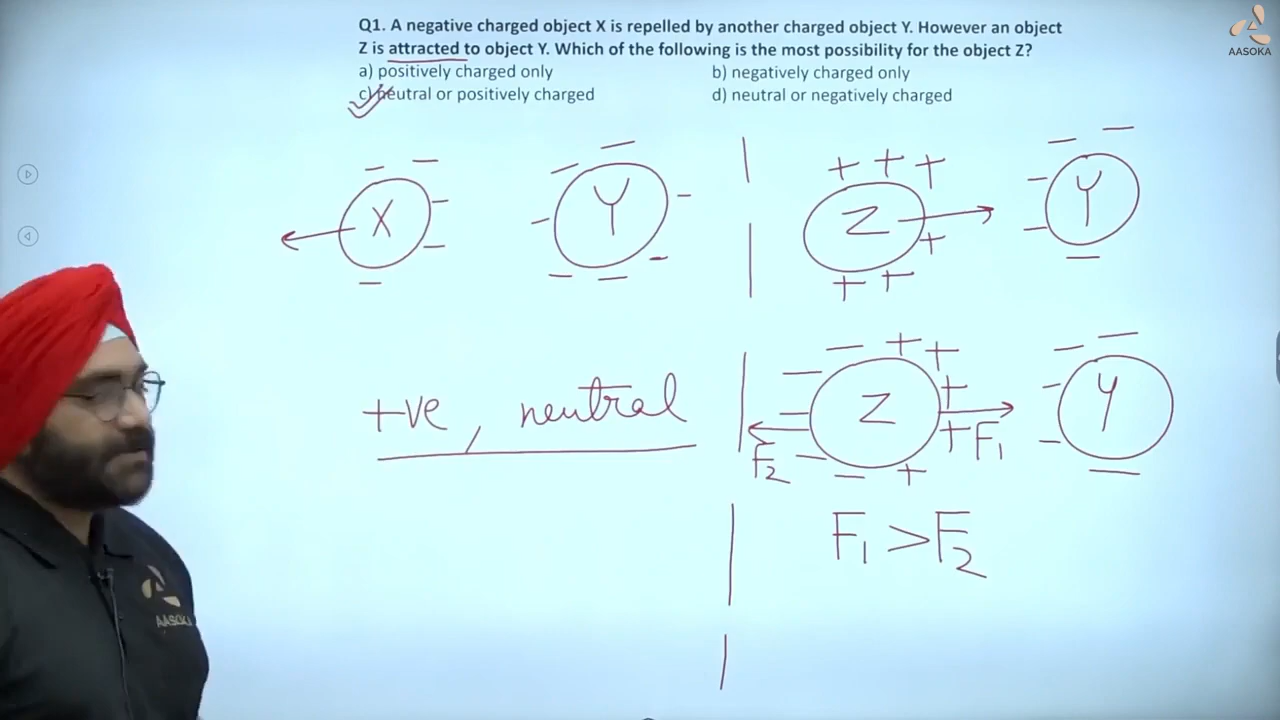 Q1. A negative charged object X is repelled by another charged object Y. However an object
Z is attracted to object Y. Which of the following is the most possibility for the object Z?
a) positively charged only
b) negatively charged only
c) neutral or positively charged
d) neutral or negatively charged
AASOKA
X
Y
Z
Y
+ve, neutral
Z
Y
F1
F2
F1 > F2
AASOKA